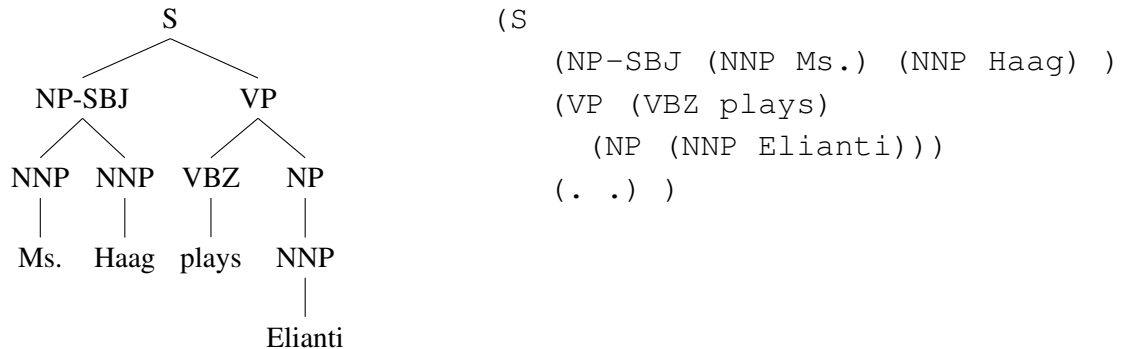 S
NP-SBJ VP
NNP NNP VBZ NP
Ms. Haag plays NNP
Elianti
(S
(NP-SBJ (NNP Ms.) (NNP Haag) )
(VP (VBZ plays)
(NP (NNP Elianti)))
(. .) )